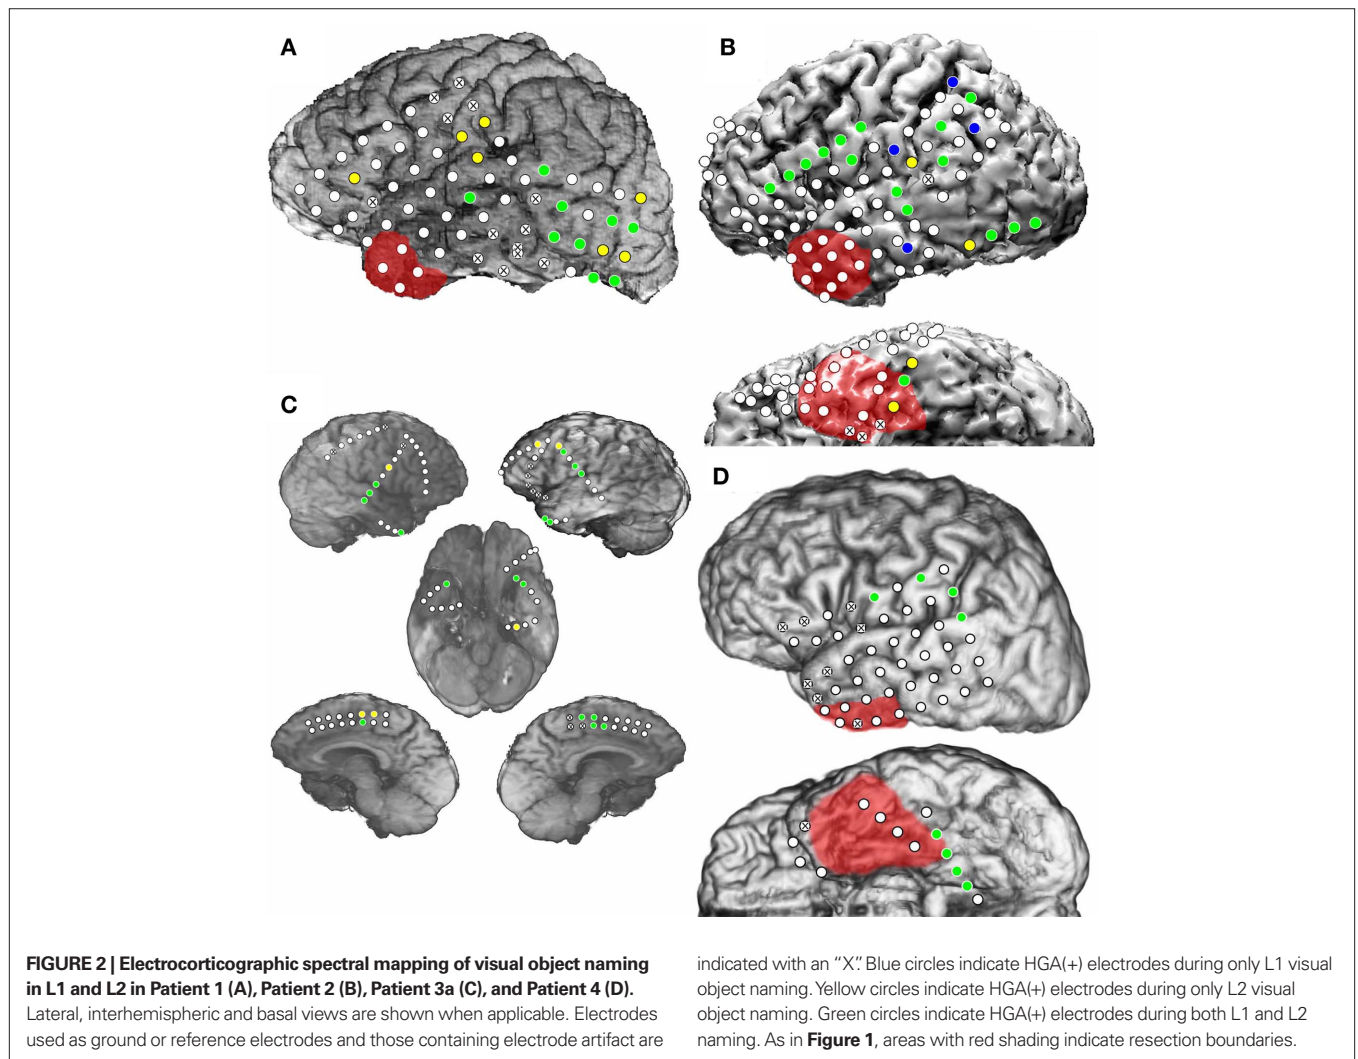 A
B
C
D
FIGURE 2 | Electrocorticographic spectral mapping of visual object naming
in L1 and L2 in Patient 1 (A), Patient 2 (B), Patient 3a (C), and Patient 4 (D).
Lateral, interhemispheric and basal views are shown when applicable. Electrodes
used as ground or reference electrodes and those containing electrode artifact are
indicated with an “X”. Blue circles indicate HGA(+) electrodes during only L1 visual
object naming. Yellow circles indicate HGA(+) electrodes during only L2 visual
object naming. Green circles indicate HGA(+) electrodes during both L1 and L2
naming. As in Figure 1, areas with red shading indicate resection boundaries.